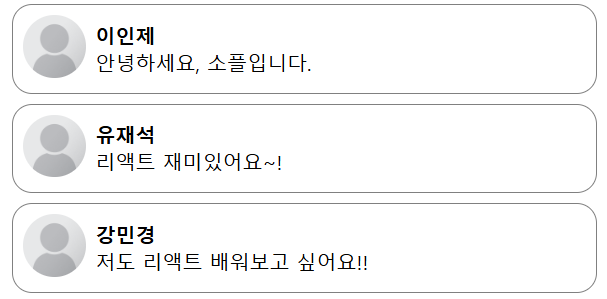 이인제
안녕하세요, 소플입니다.
유재석
리액트 재미있어요~!
강민경
저도 리액트 배워보고 싶어요!!